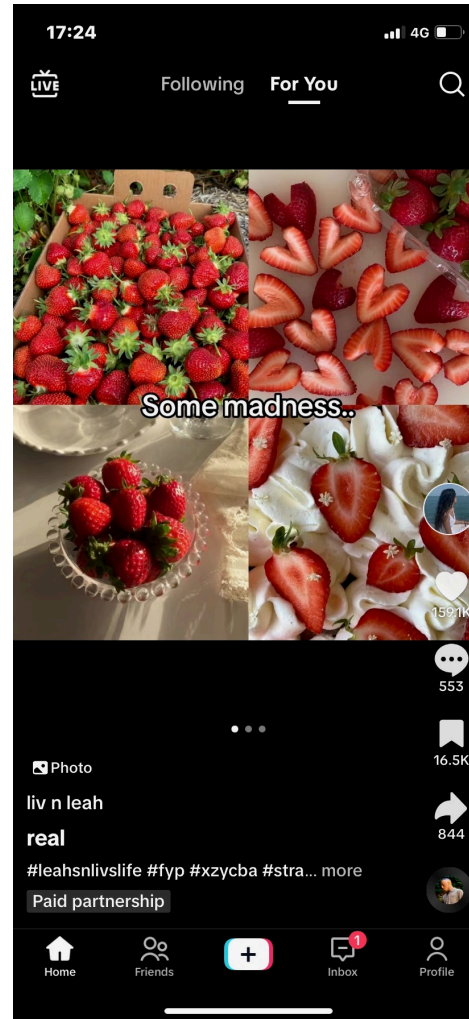 17:24
4G
LIVE
Following
For You
Some madness..
159.1K
553
16.5K
844
Photo
liv n leah
real
#leahsnlivslife #fyp #xzycba #stra... more
Paid partnership
Home
Friends
1
Inbox
Profile